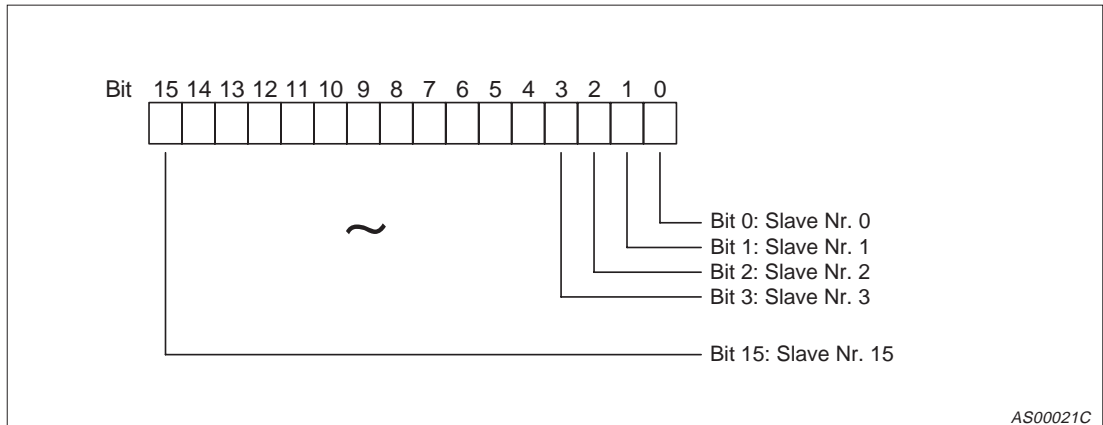 Bit 15 14 13 12 11 10 9 8 7 6 5 4 3 2 1 0
~
Bit 0: Slave Nr. 0
Bit 1: Slave Nr. 1
Bit 2: Slave Nr. 2
Bit 3: Slave Nr. 3
Bit 15: Slave Nr. 15
AS00021C